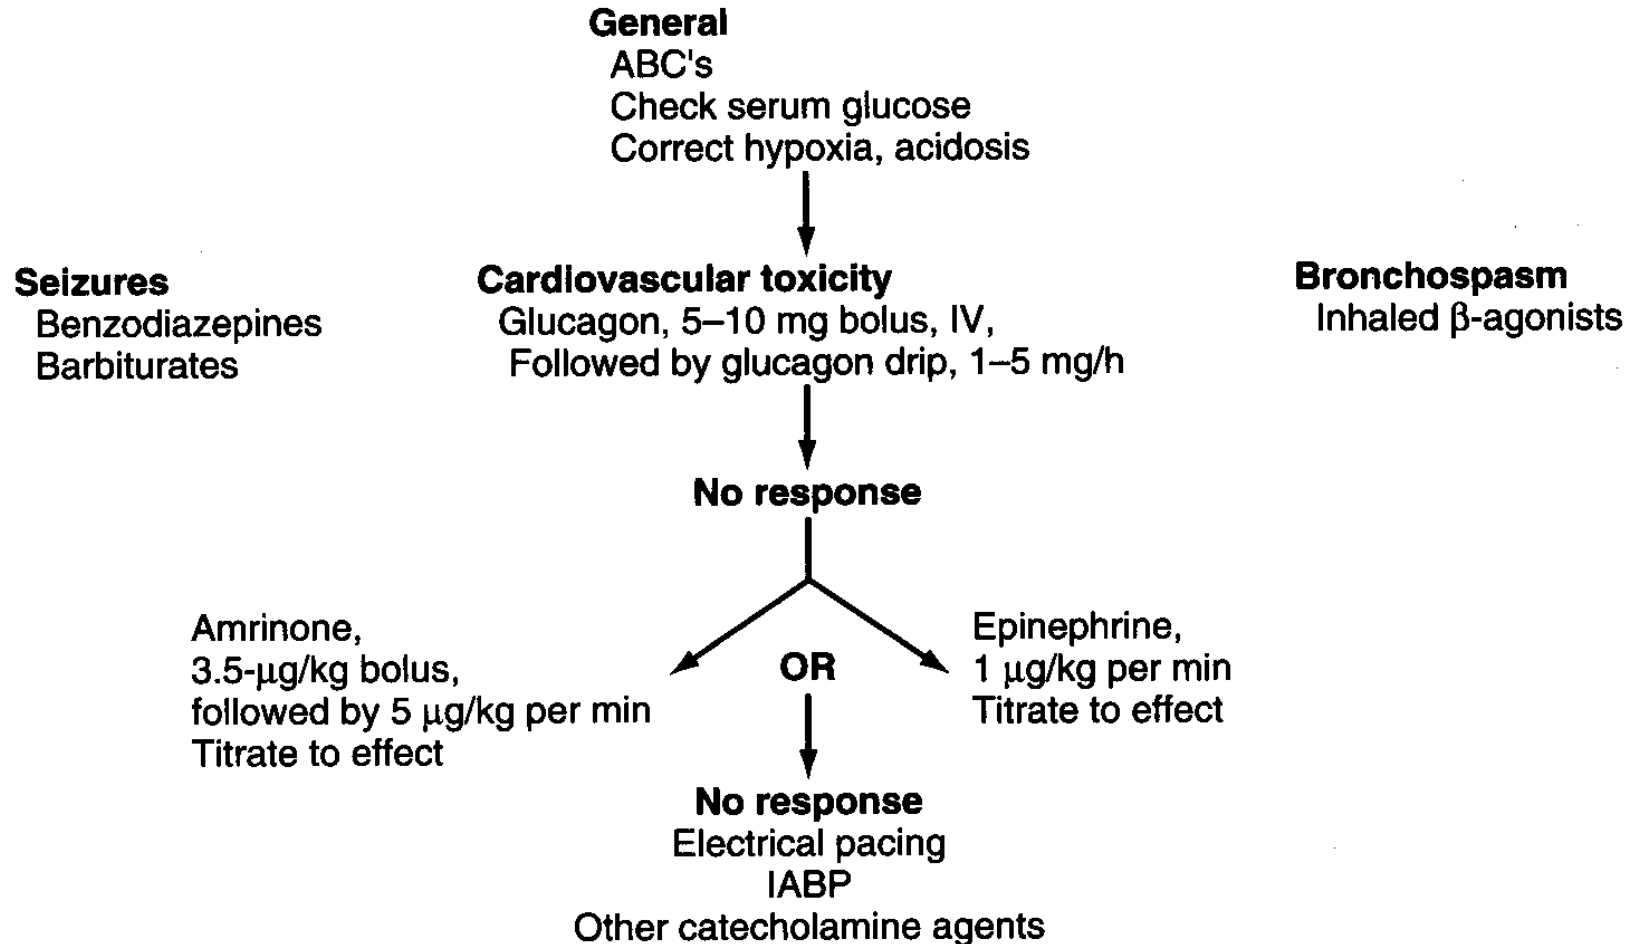 General
ABC's
Check serum glucose
Correct hypoxia, acidosis
Seizures
Benzodiazepines
Barbiturates
Cardiovascular toxicity
Glucagon, 5–10 mg bolus, IV,
Followed by glucagon drip, 1–5 mg/h
Bronchospasm
Inhaled β-agonists
No response
Amrinone,
3.5-μg/kg bolus,
followed by 5 μg/kg per min
Titrate to effect
OR
Epinephrine,
1 μg/kg per min
Titrate to effect
No response
Electrical pacing
IABP
Other catecholamine agents